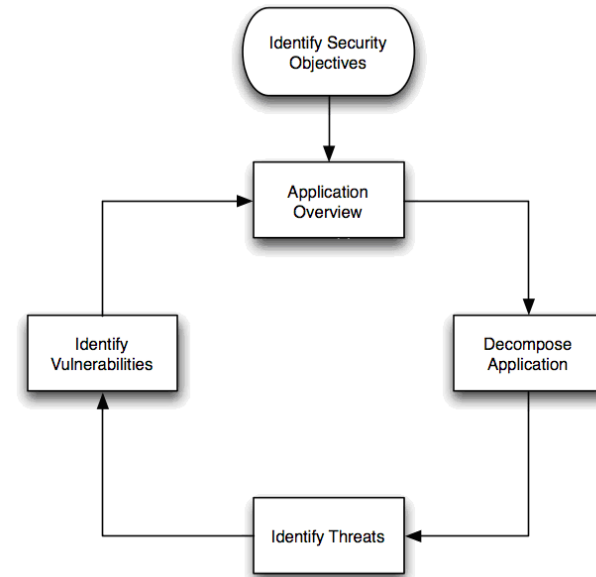 Identify Security
Objectives
Application
Overview
Identify
Vulnerabilities
Decompose
Application
Identify Threats